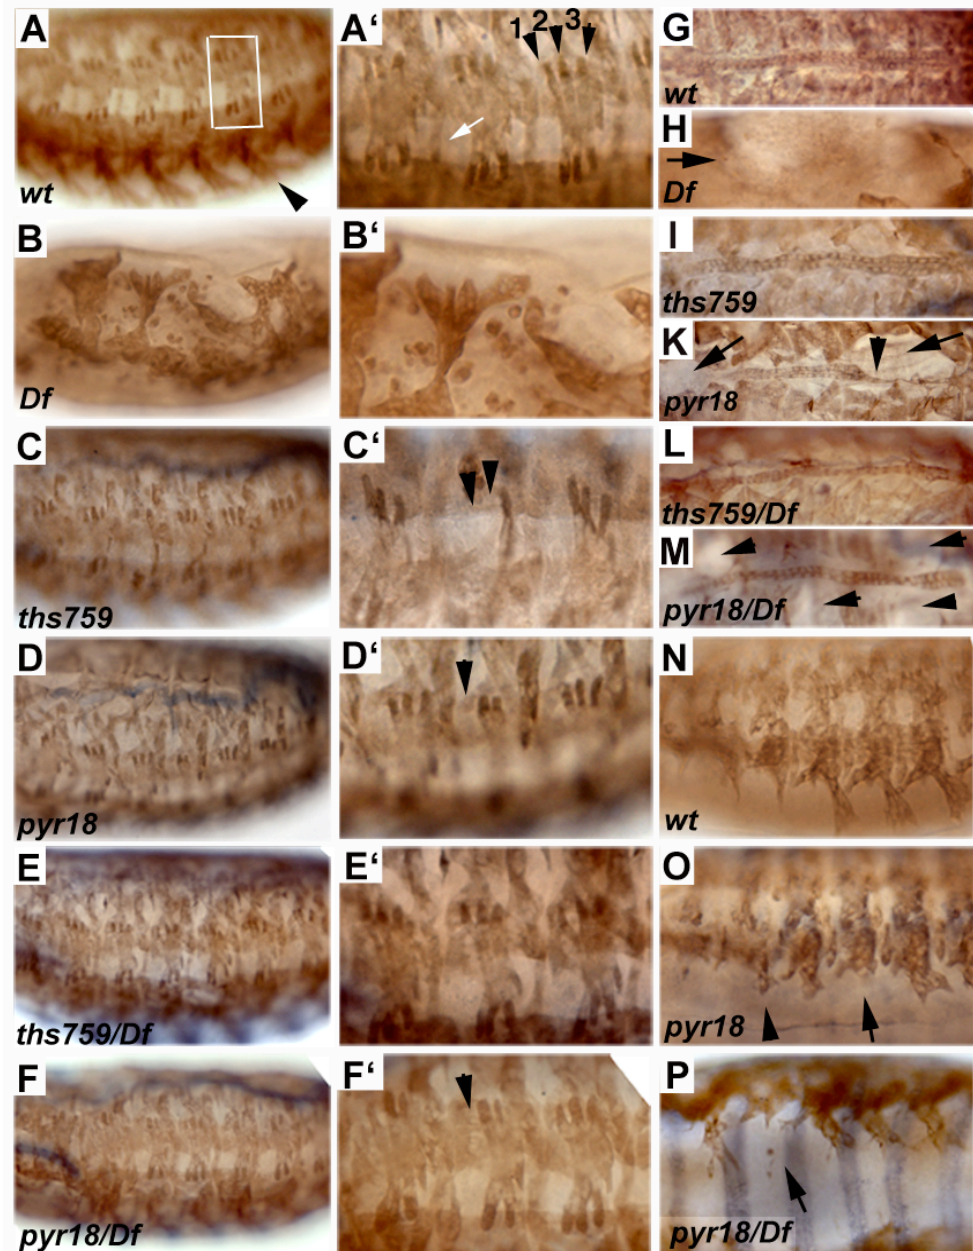 A
wt
A'
1 2 3
G
wt
H
Df
B
Df
B'
I
ths759
K
pyr18
C
ths759
C'
L
ths759/Df
M
pyr18/Df
D
pyr18
D'
N
wt
E
ths759/Df
E'
O
pyr18
F
pyr18/Df
F'
P
pyr18/Df